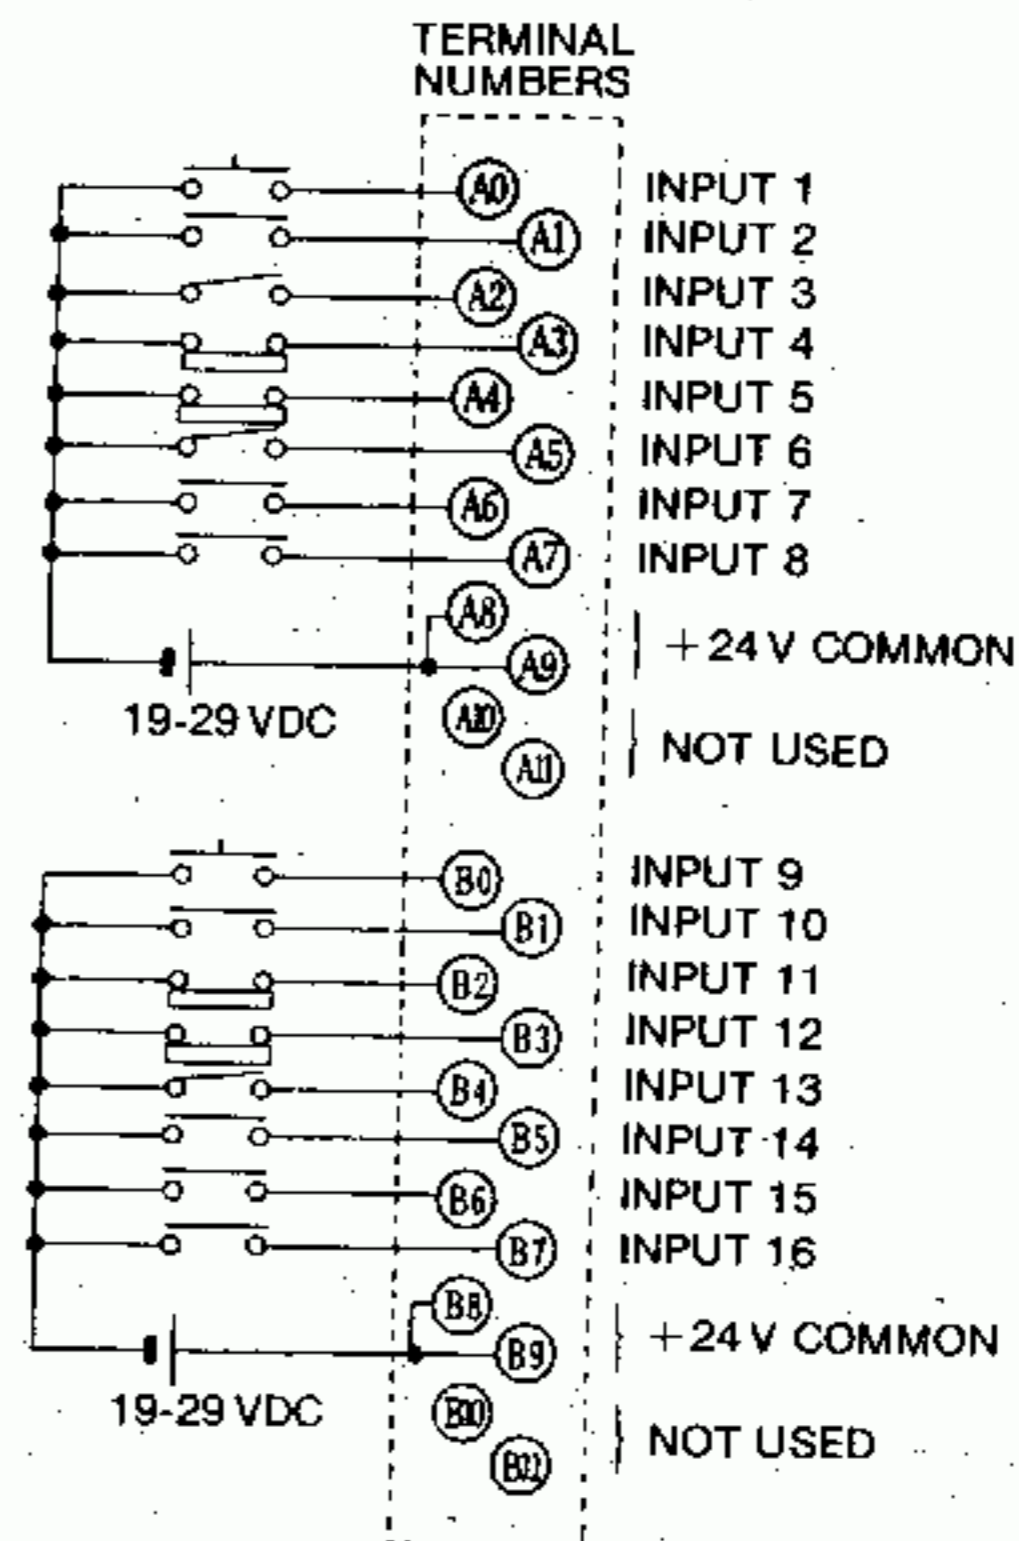 TERMINAL
NUMBERS
A0 INPUT 1
A1 INPUT 2
A2 INPUT 3
A3 INPUT 4
A4 INPUT 5
A5 INPUT 6
A6 INPUT 7
A7 INPUT 8
A8
A9 +24 V COMMON
19-29 VDC
A10
A11 NOT USED
B0 INPUT 9
B1 INPUT 10
B2 INPUT 11
B3 INPUT 12
B4 INPUT 13
B5 INPUT 14
B6 INPUT 15
B7 INPUT 16
B8
B9 +24 V COMMON
19-29 VDC
B10
B11 NOT USED